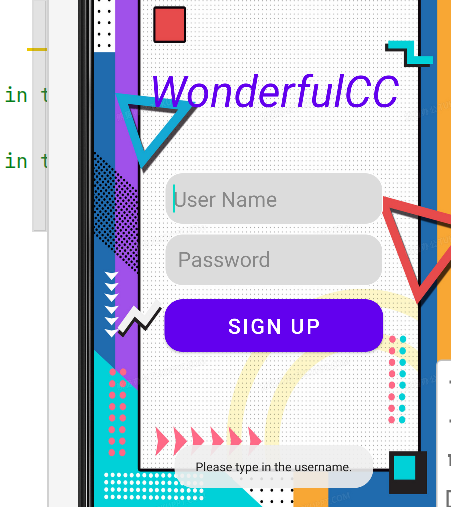 in t
WonderfulCC
in t
User Name
Password
SIGN UP
Please type in the username.